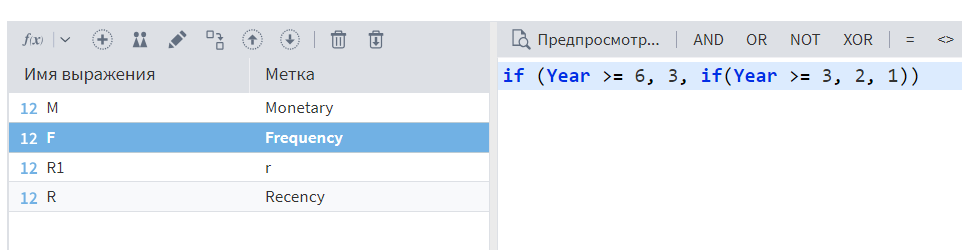 f(x)
Предпросмотр... AND OR NOT XOR = <>
Имя выражения Метка
if (Year >= 6, 3, if(Year >= 3, 2, 1))
12 M Monetary
12 F Frequency
12 R1 r
12 R Recency